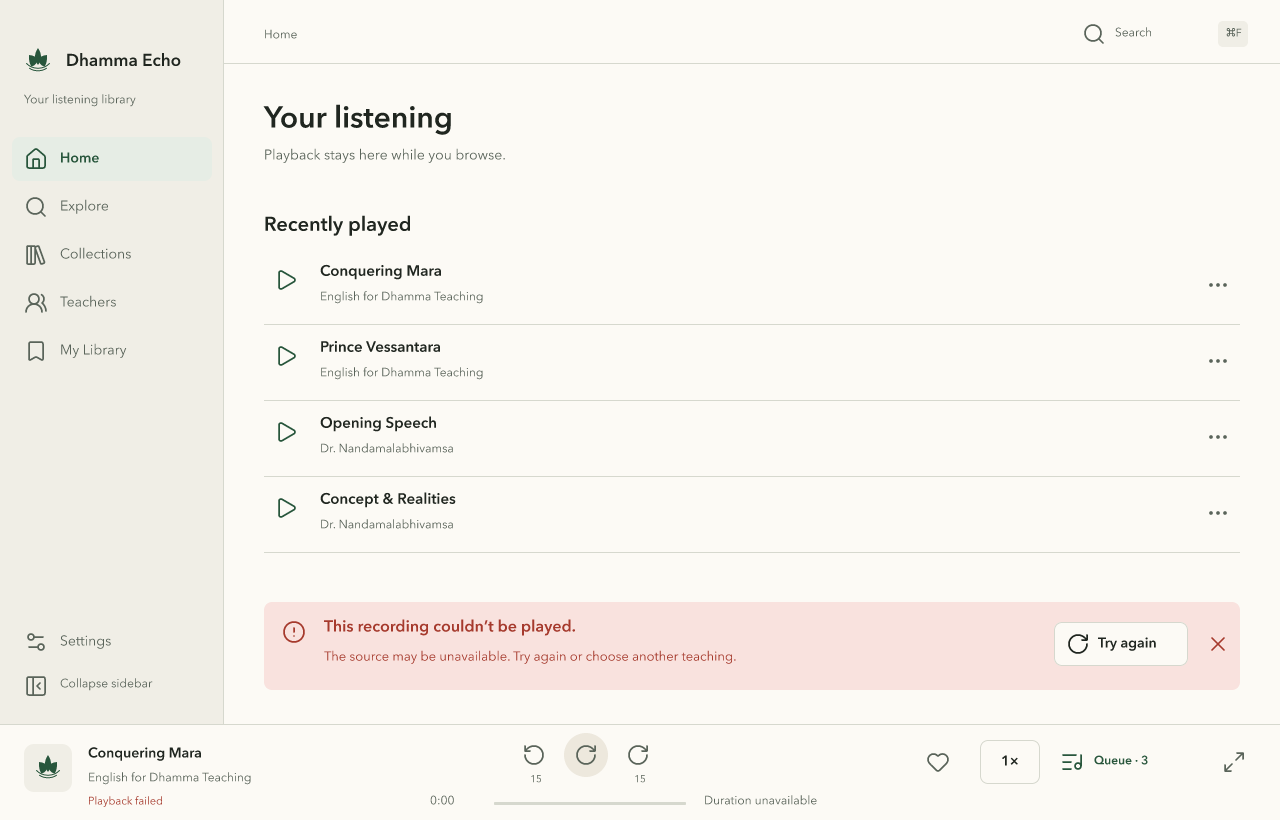 Dhamma Echo
Your listening library
Home
Explore
Collections
Teachers
My Library
Settings
Collapse sidebar
Home
Search
⌘F
Your listening
Playback stays here while you browse.
Recently played
Conquering Mara
English for Dhamma Teaching
Prince Vessantara
English for Dhamma Teaching
Opening Speech
Dr. Nandamalabhivamsa
Concept & Realities
Dr. Nandamalabhivamsa
This recording couldn’t be played.
The source may be unavailable. Try again or choose another teaching.
Try again
Conquering Mara
English for Dhamma Teaching
Playback failed
15
15
0:00
Duration unavailable
1×
Queue · 3